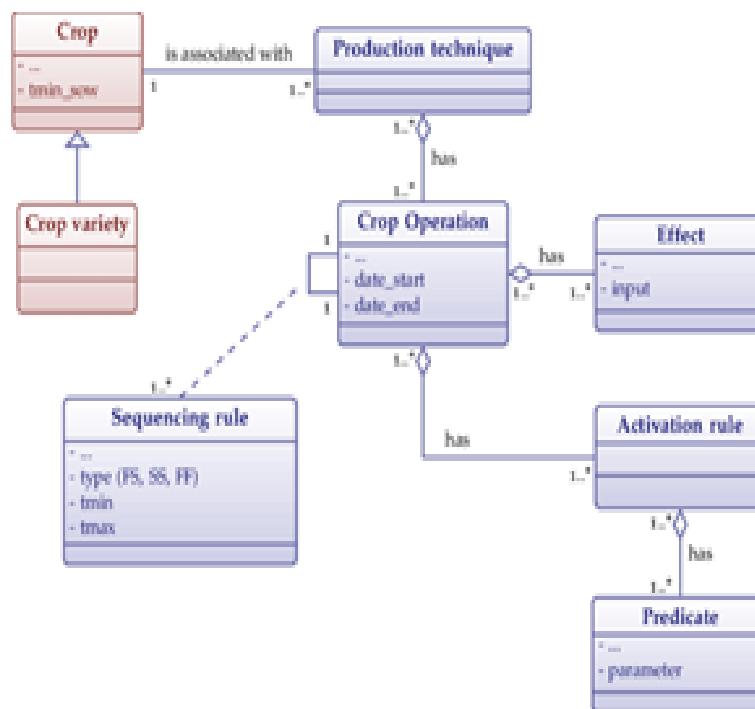 Crop
- ...
- tmin_sow
is associated with
1
1..*
Production technique
1..*
has
1..*
Crop variety
Crop Operation
- ...
- date_start
- date_end
1
1
has
1..*
1..*
Effect
- ...
- input
1..*
1..*
Sequencing rule
- ...
- type (FS, SS, FF)
- tmin
- tmax
has
1..*
Activation rule
1..*
has
1..*
Predicate
- ...
- parameter